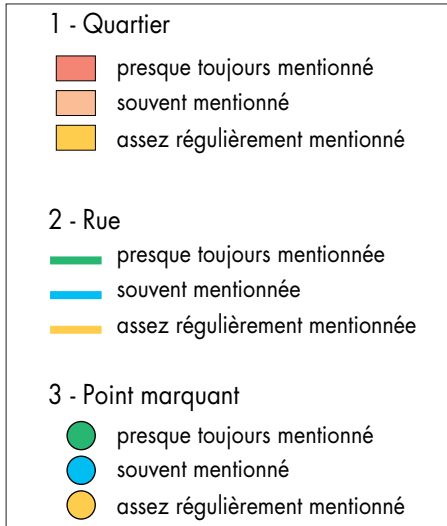 1 - Quartier
presque toujours mentionné
souvent mentionné
assez régulièrement mentionné
2 - Rue
presque toujours mentionnée
souvent mentionnée
assez régulièrement mentionnée
3 - Point marquant
presque toujours mentionné
souvent mentionné
assez régulièrement mentionné